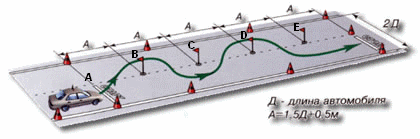 A A A A A
2Д
A B C D E
Д - длина автомобиля
А=1,5Д+0,5м